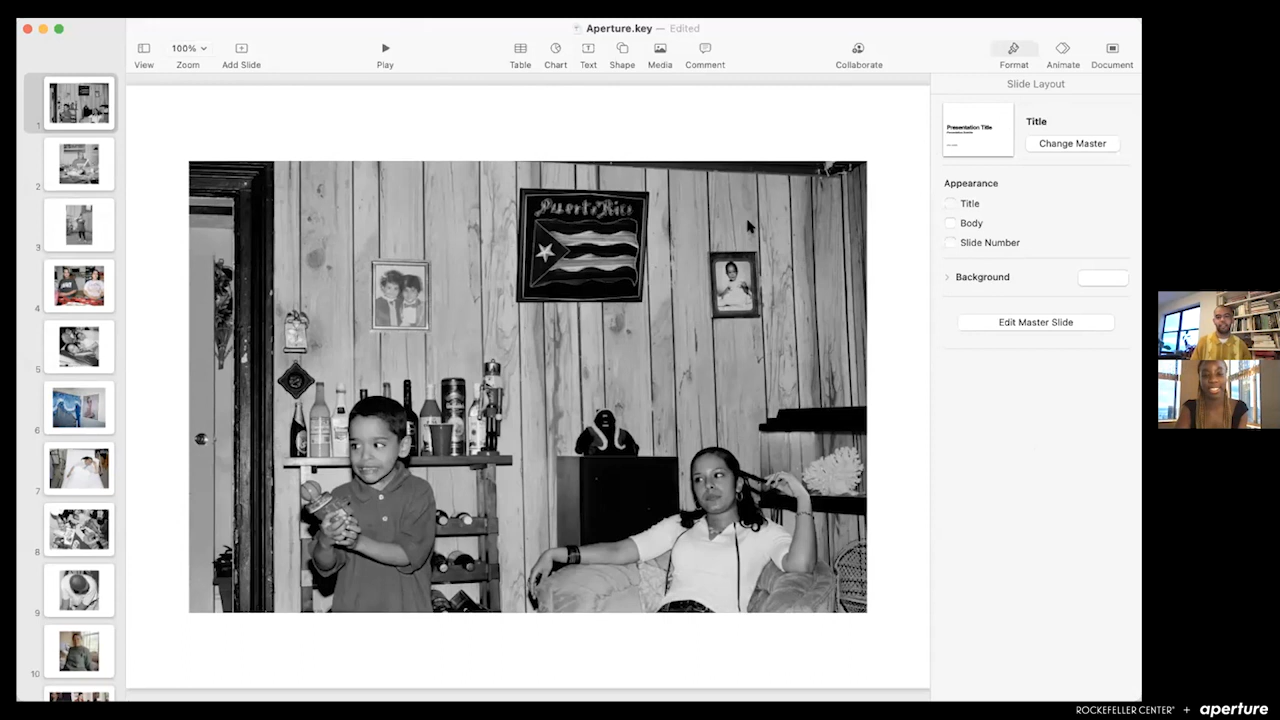 Aperture.key — Edited
100%
View
Zoom
Add Slide
Play
Table
Chart
Text
Shape
Media
Comment
Collaborate
Format
Animate
Document
Slide Layout
Presentation Title
Title
Change Master
Appearance
Title
Body
Slide Number
Background
Edit Master Slide
1
2
3
4
5
6
7
8
9
10
Puerto Rico
ROCKEFELLER CENTER + aperture